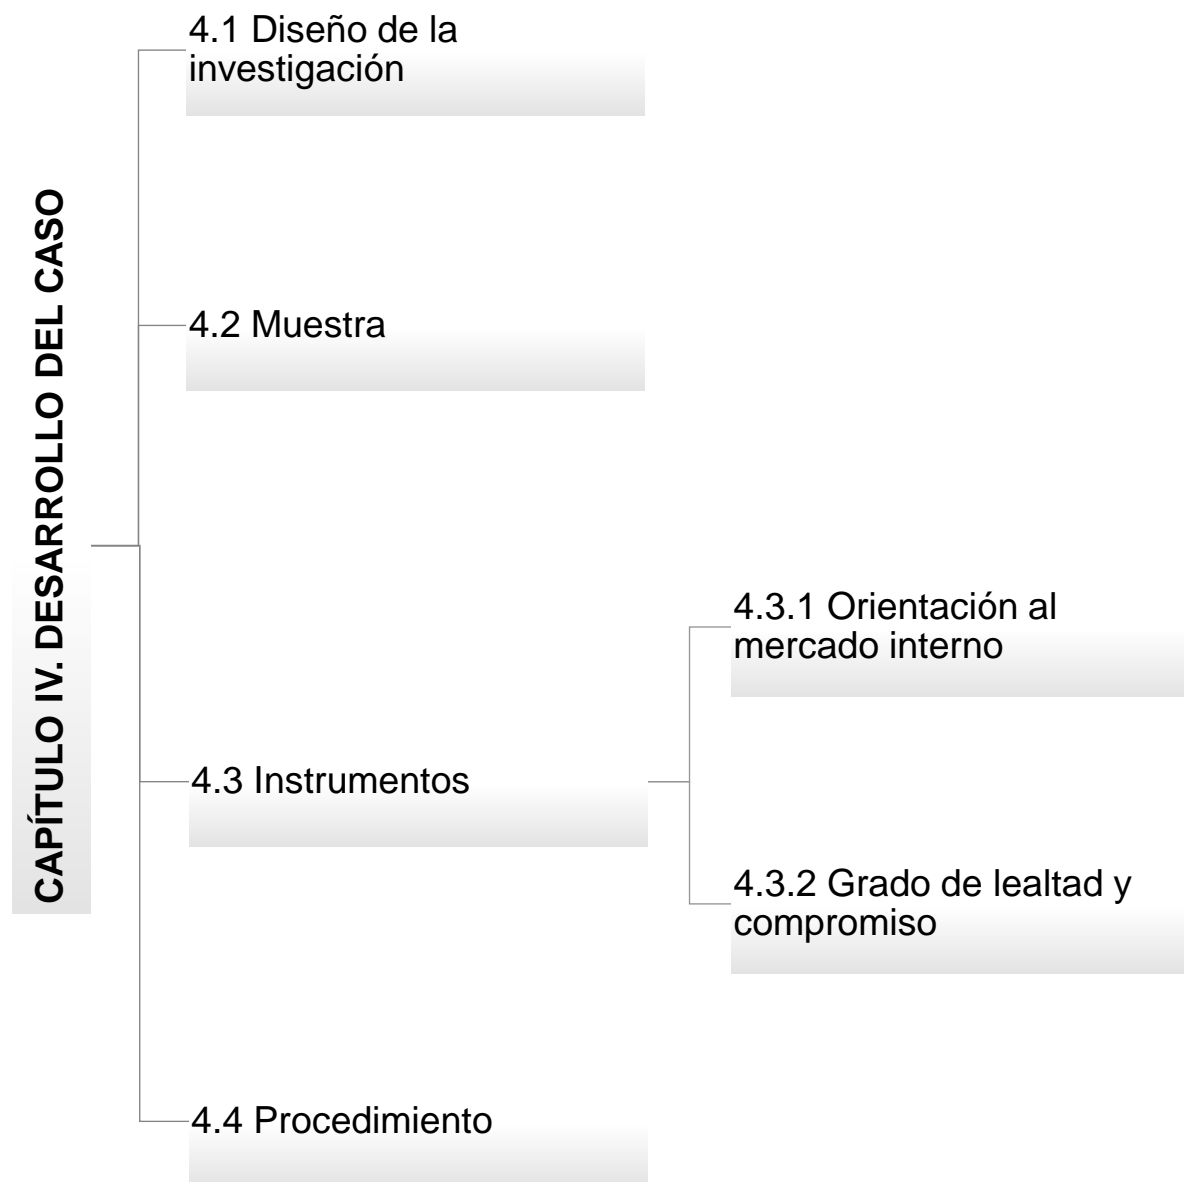 CAPÍTULO IV. DESARROLLO DEL CASO
4.1 Diseño de la
investigación
4.2 Muestra
4.3 Instrumentos
4.3.1 Orientación al
mercado interno
4.3.2 Grado de lealtad y
compromiso
4.4 Procedimiento